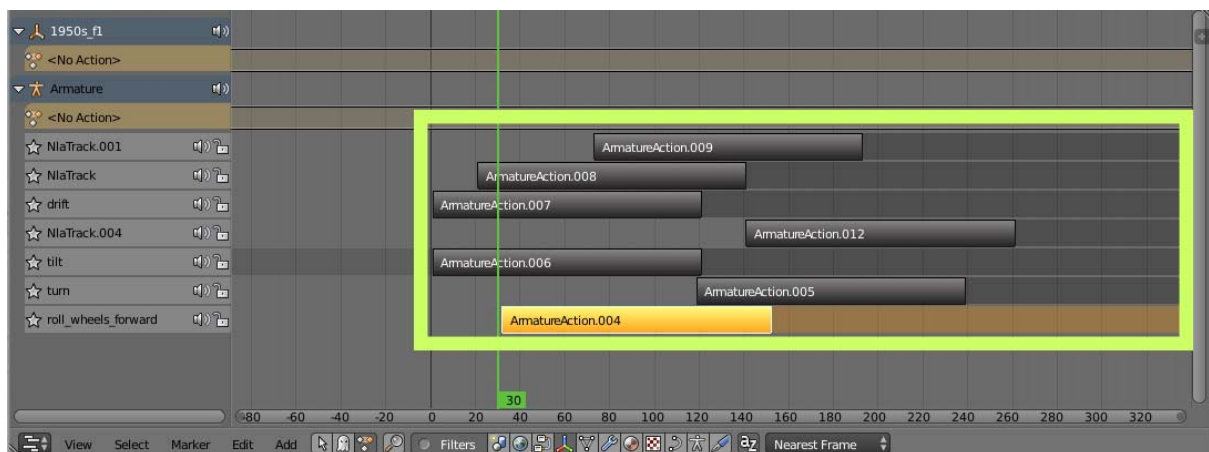 1950s_f1
<No Action>
Armature
<No Action>
NlaTrack.001 ArmatureAction.009
NlaTrack ArmatureAction.008
drift ArmatureAction.007
NlaTrack.004 ArmatureAction.012
tilt ArmatureAction.006
turn ArmatureAction.005
roll_wheels_forward ArmatureAction.004
30
-80 -60 -40 -20 0 20 40 60 80 100 120 140 160 180 200 220 240 260 280 300 320
View Select Marker Edit Add Filters az Nearest Frame